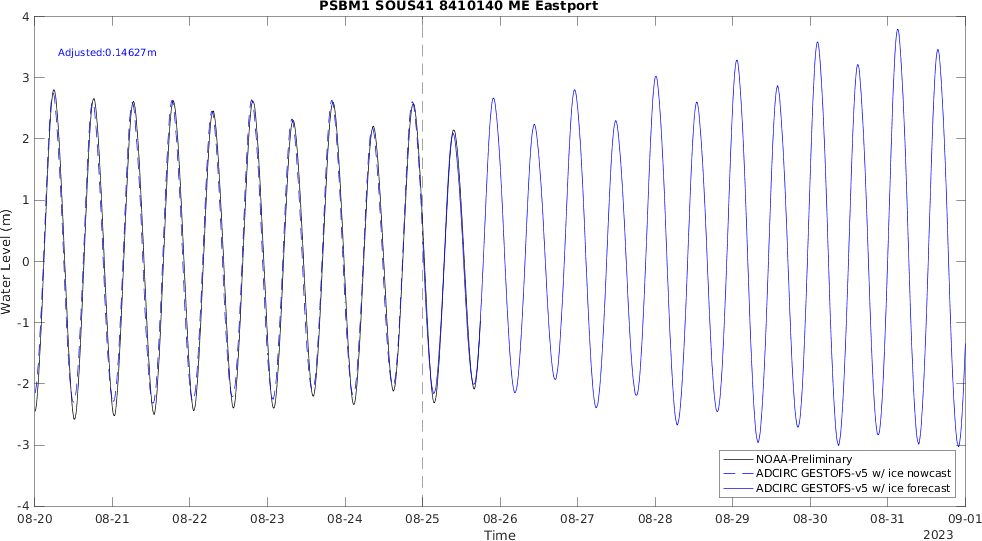 PSBM1 SOUS41 8410140 ME Eastport
Adjusted:0.14627m
Water Level (m)
4
3
2
1
0
-1
-2
-3
-4
NOAA-Preliminary
ADCIRC GESTOFS-v5 w/ ice nowcast
ADCIRC GESTOFS-v5 w/ ice forecast
08-20 08-21 08-22 08-23 08-24 08-25 08-26 08-27 08-28 08-29 08-30 08-31 09-01
Time
2023